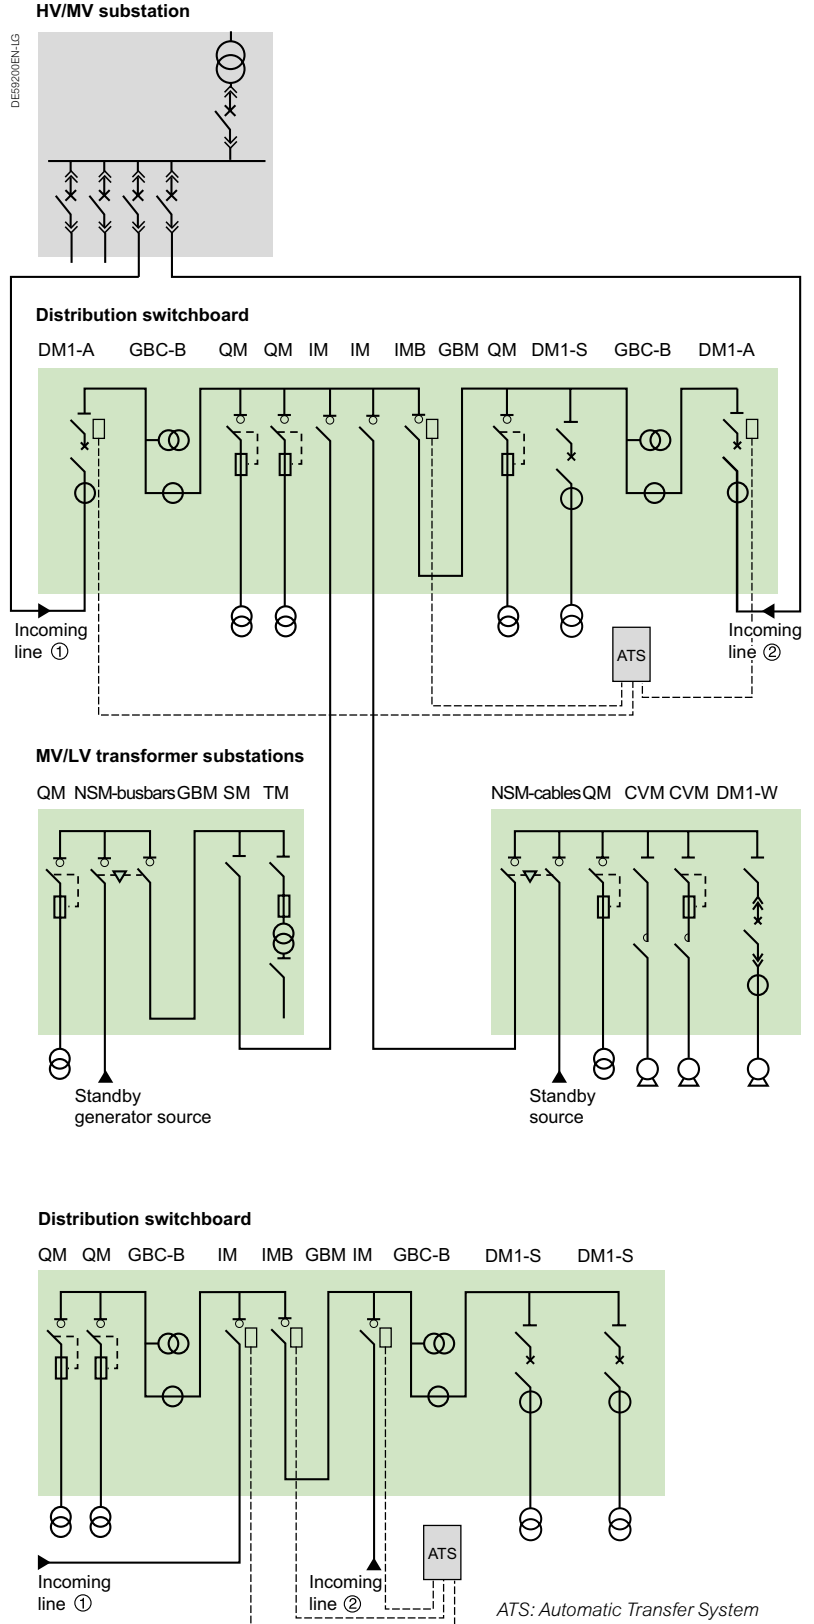 HV/MV substation
DE59200EN-LG
Distribution switchboard
DM1-A GBC-B QM QM IM IM IMB GBM QM DM1-S GBC-B DM1-A
Incoming
line ①
ATS
Incoming
line ②
MV/LV transformer substations
QM NSM-busbars GBM SM TM
NSM-cables QM CVM CVM DM1-W
Standby
generator source
Standby
source
Distribution switchboard
QM QM GBC-B IM IMB GBM IM GBC-B DM1-S DM1-S
ATS
Incoming
line ①
Incoming
line ②
ATS: Automatic Transfer System